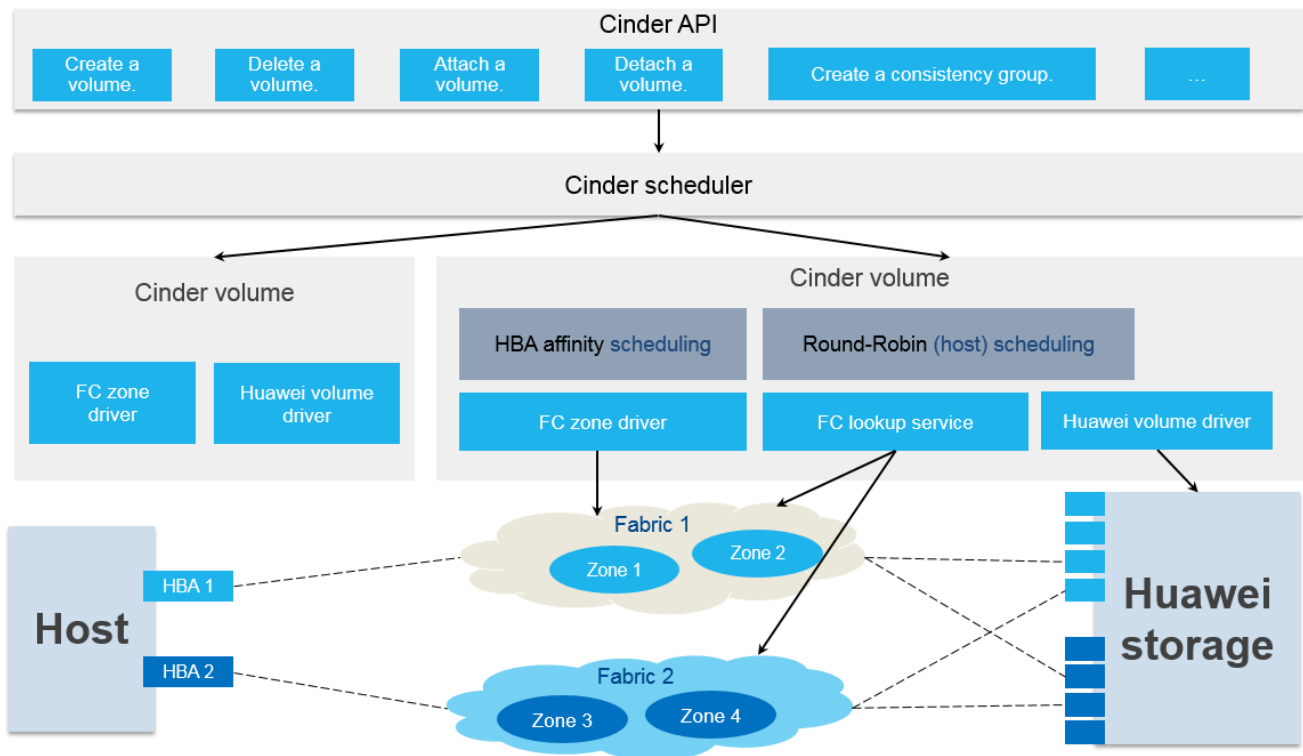 Cinder API
Create a
volume.
Delete a
volume.
Attach a
volume.
Detach a
volume.
Create a consistency group.
...
Cinder scheduler
Cinder volume
FC zone
driver
Huawei volume
driver
Cinder volume
HBA affinity scheduling
Round-Robin (host) scheduling
FC zone driver
FC lookup service
Huawei volume driver
Host
HBA 1
HBA 2
Fabric 1
Zone 1
Zone 2
Fabric 2
Zone 3
Zone 4
Huawei
storage